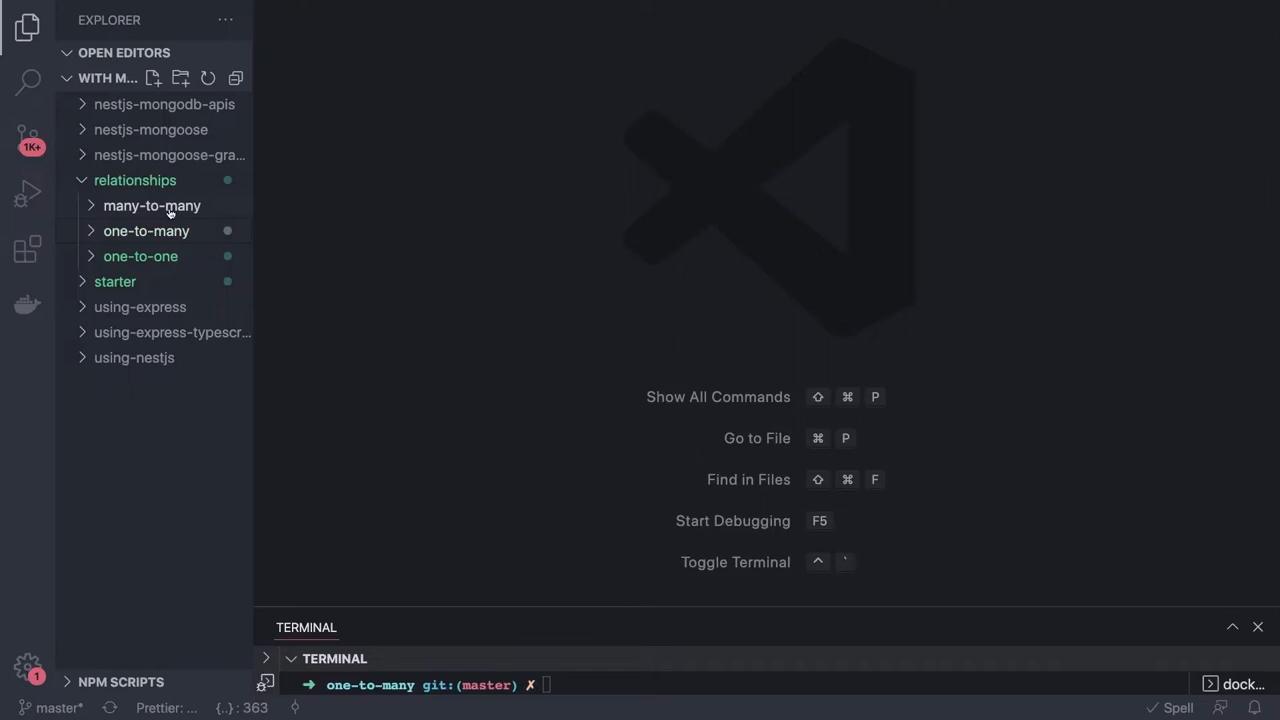 EXPLORER ...
OPEN EDITORS
WITH M...
nestjs-mongodb-apis
nestjs-mongoose
nestjs-mongoose-gra...
relationships
many-to-many
one-to-many
one-to-one
starter
using-express
using-express-typescr...
using-nestjs
1K+
Show All Commands ⇧ ⌘ P
Go to File ⌘ P
Find in Files ⇧ ⌘ F
Start Debugging F5
Toggle Terminal ^ `
TERMINAL
TERMINAL
➜ one-to-many git:(master) ✗
dock...
1
NPM SCRIPTS
master* Prettier: ... {..} : 363 Spell